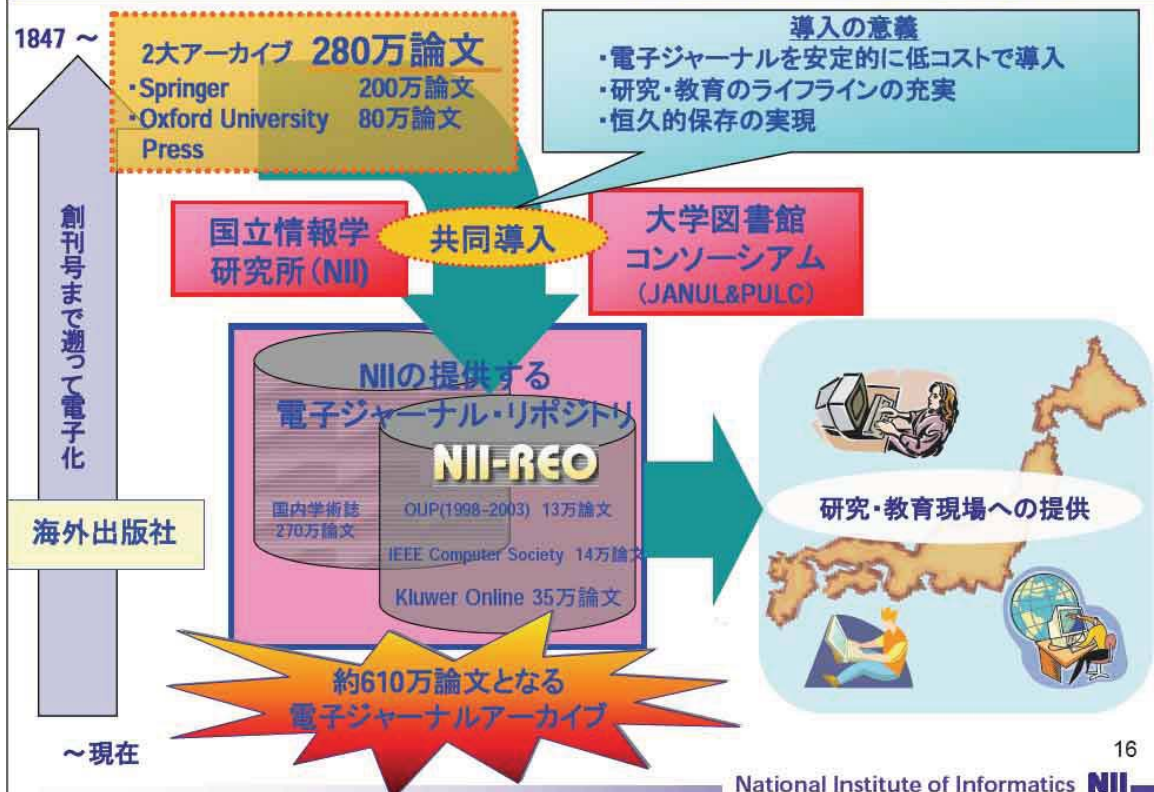 1847 ～
2大アーカイブ 280万論文
・Springer 200万論文
・Oxford University 80万論文
Press
導入の意義
・電子ジャーナルを安定的に低コストで導入
・研究・教育のライフラインの充実
・恒久的保存の実現
国立情報学
研究所(NII)
共同導入
大学図書館
コンソーシアム
(JANUL&PULC)
創刊号まで遡って電子化
海外出版社
～現在
NIIの提供する
電子ジャーナル・リポジトリ
NII-REO
国内学術誌
270万論文
OUP(1998-2003) 13万論文
IEEE Computer Society 14万論文
Kluwer Online 35万論文
約610万論文となる
電子ジャーナルアーカイブ
研究・教育現場への提供
16
National Institute of Informatics NII